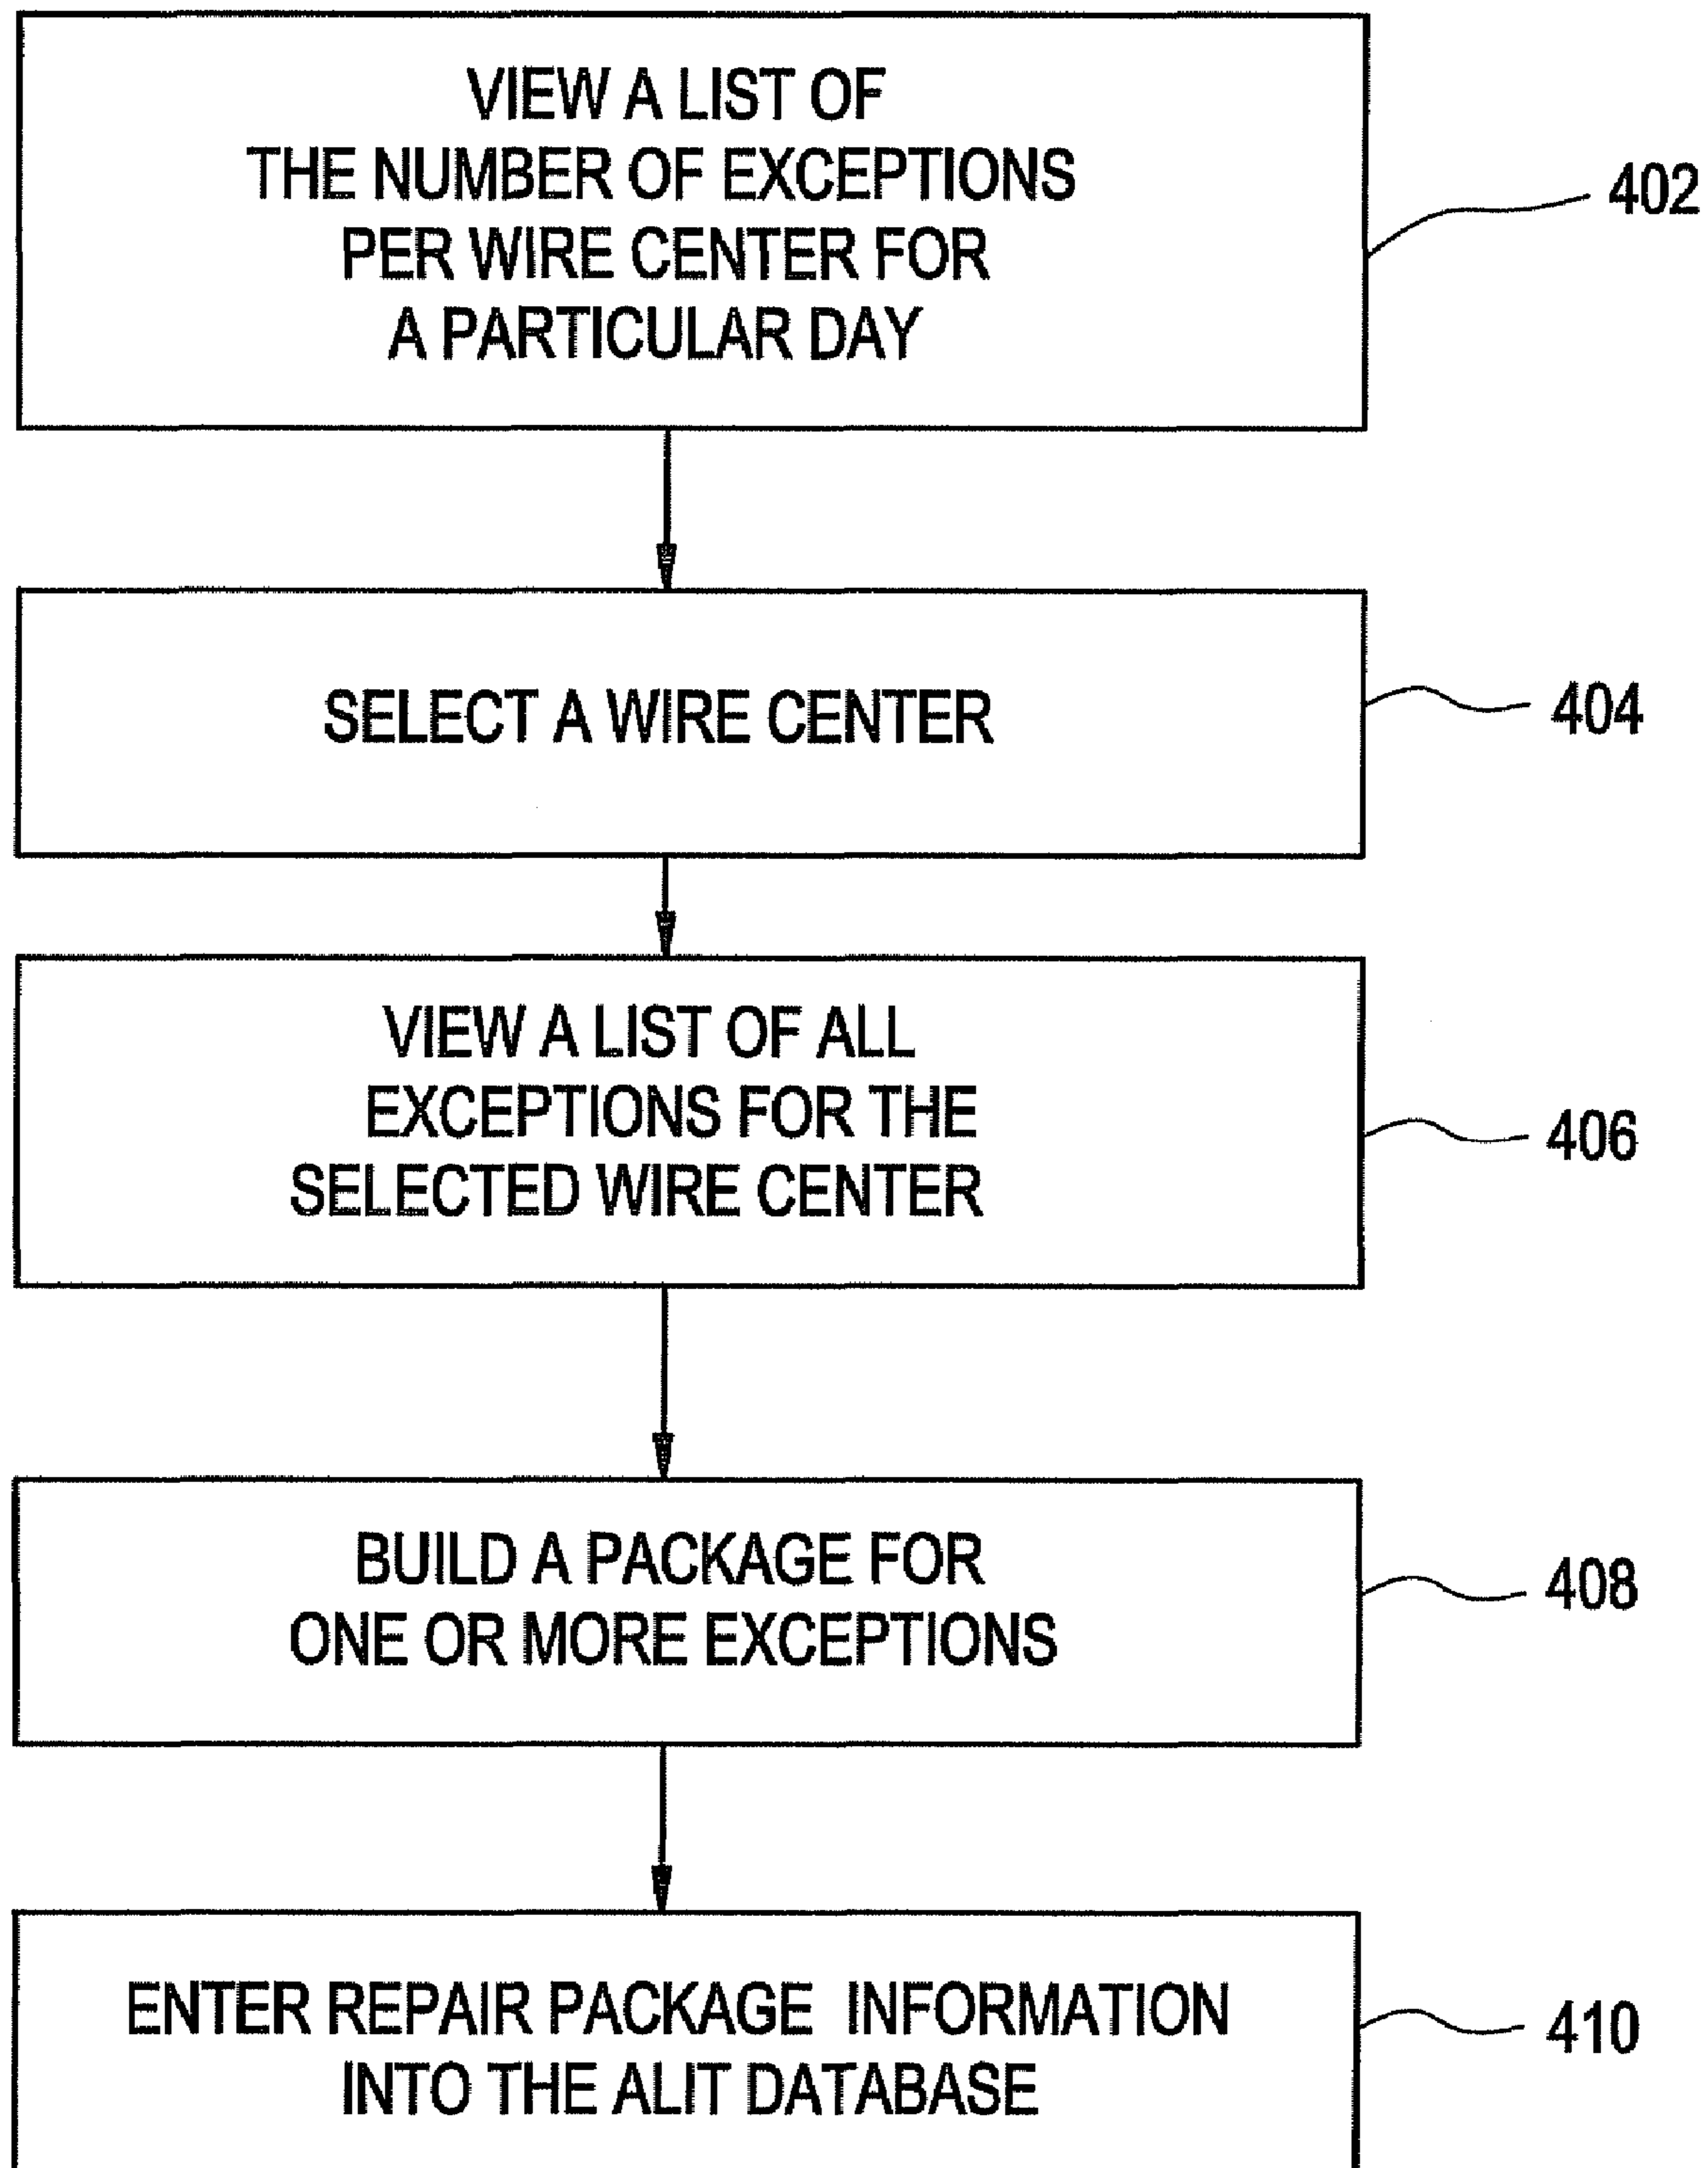 VIEW A LIST OF
THE NUMBER OF EXCEPTIONS
PER WIRE CENTER FOR
A PARTICULAR DAY
402
SELECT A WIRE CENTER
404
VIEW A LIST OF ALL
EXCEPTIONS FOR THE
SELECTED WIRE CENTER
406
BUILD A PACKAGE FOR
ONE OR MORE EXCEPTIONS
408
ENTER REPAIR PACKAGE INFORMATION
INTO THE ALIT DATABASE
410